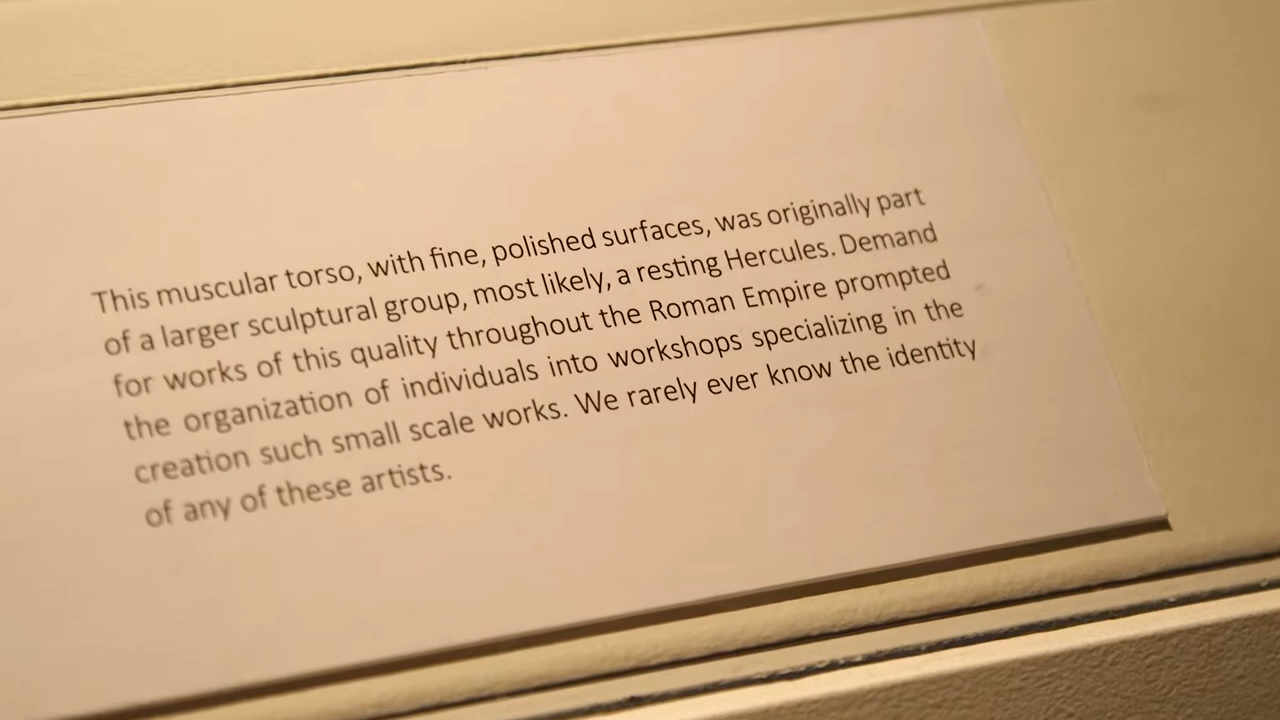 This muscular torso, with fine, polished surfaces, was originally part
of a larger sculptural group, most likely, a resting Hercules. Demand
for works of this quality throughout the Roman Empire prompted
the organization of individuals into workshops specializing in the
creation such small scale works. We rarely ever know the identity
of any of these artists.